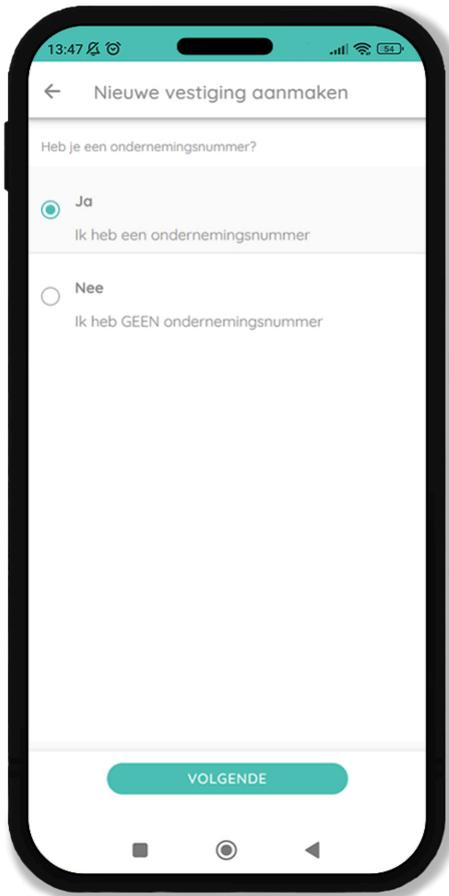 13:47
54
Nieuwe vestiging aanmaken
Heb je een ondernemingsnummer?
Ja
Ik heb een ondernemingsnummer
Nee
Ik heb GEEN ondernemingsnummer
VOLGENDE